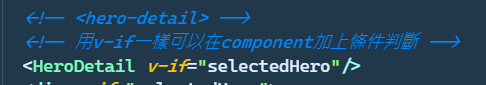 <!-- <hero-detail> -->
<!-- 用v-if一樣可以在component加上條件判斷 -->
<HeroDetail v-if="selectedHero"/>